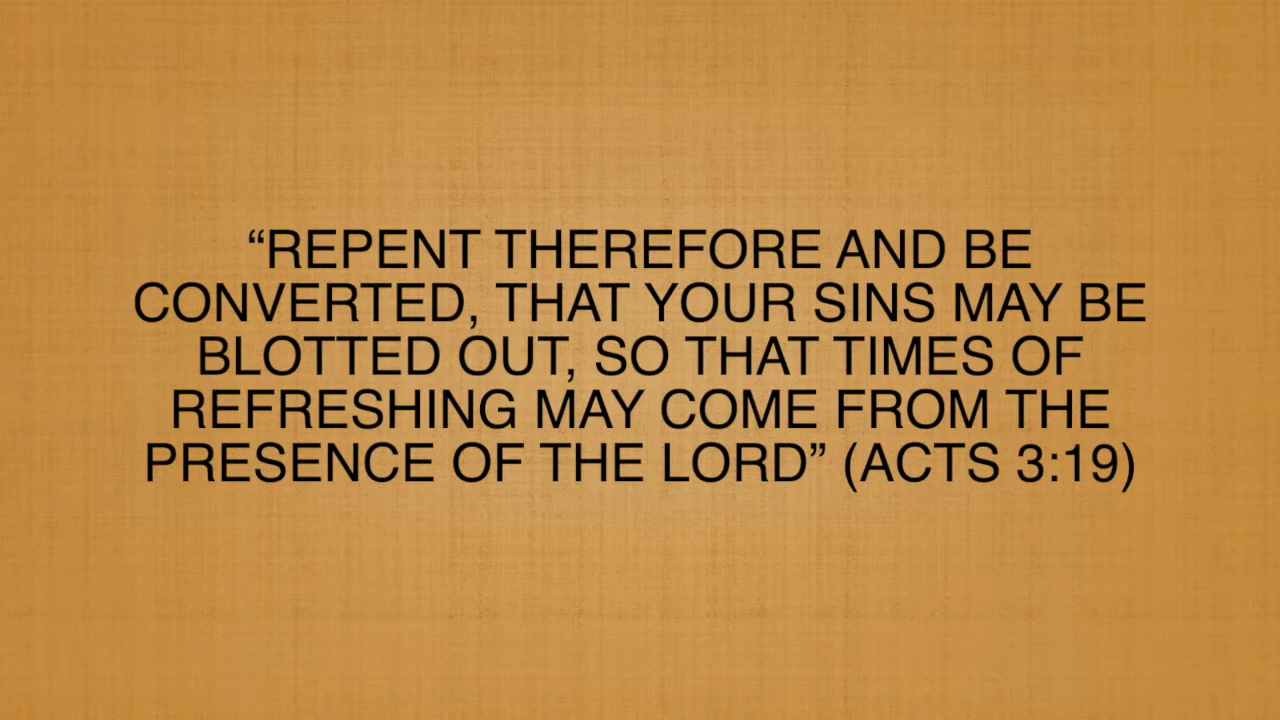 “REPENT THEREFORE AND BE
CONVERTED, THAT YOUR SINS MAY BE
BLOTTED OUT, SO THAT TIMES OF
REFRESHING MAY COME FROM THE
PRESENCE OF THE LORD” (ACTS 3:19)